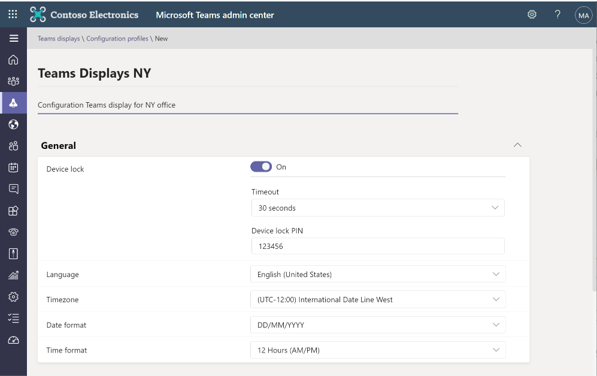 Contoso Electronics Microsoft Teams admin center ? MA
Teams displays \ Configuration profiles \ New
Teams Displays NY
Configuration Teams display for NY office
General
Device lock On
Timeout
30 seconds
Device lock PIN
123456
Language English (United States)
Timezone (UTC-12:00) International Date Line West
Date format DD/MM/YYYY
Time format 12 Hours (AM/PM)